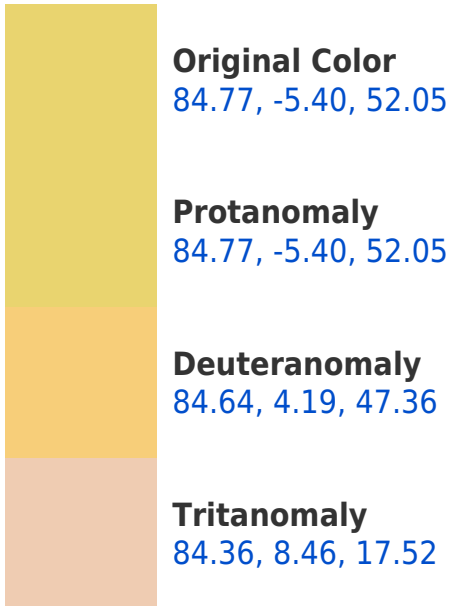 Original Color
84.77, -5.40, 52.05
Protanomaly
84.77, -5.40, 52.05
Deuteranomaly
84.64, 4.19, 47.36
Tritanomaly
84.36, 8.46, 17.52